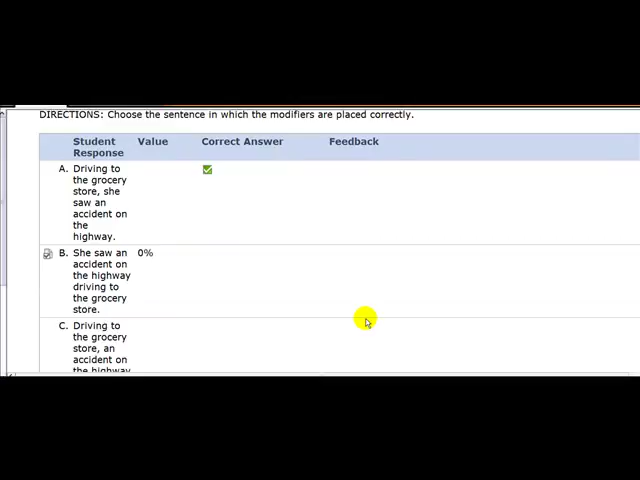 DIRECTIONS: Choose the sentence in which the modifiers are placed correctly.
Student Response Value Correct Answer Feedback
A. Driving to
the grocery
store, she
saw an
accident on
the
highway.
B. She saw an 0%
accident on
the highway
driving to
the grocery
store.
C. Driving to
the grocery
store, an
accident on
the highway